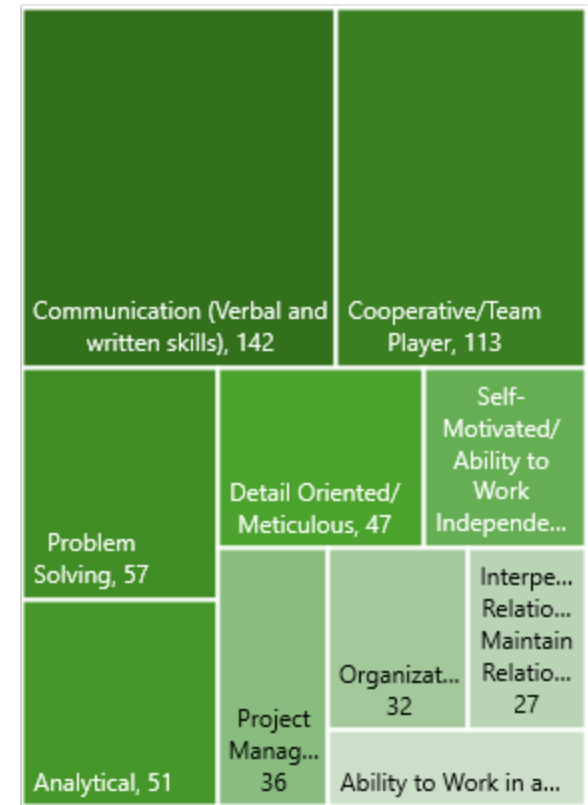 Communication (Verbal and
written skills), 142
Cooperative/Team
Player, 113
Problem
Solving, 57
Detail Oriented/
Meticulous, 47
Self-
Motivated/
Ability to
Work
Independe...
Analytical, 51
Project
Manag...
36
Organizat...
32
Interpe...
Relatio...
Maintain
Relatio...
27
Ability to Work in a...